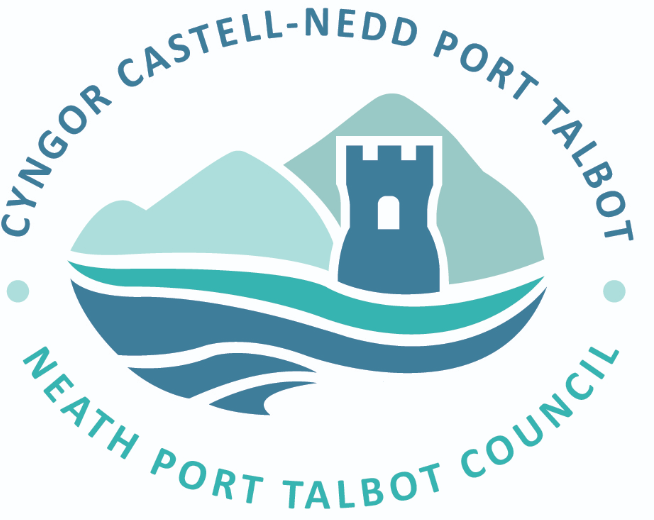 CYNGOR CASTELL-NEDD PORT TALBOT
NEATH PORT TALBOT COUNCIL